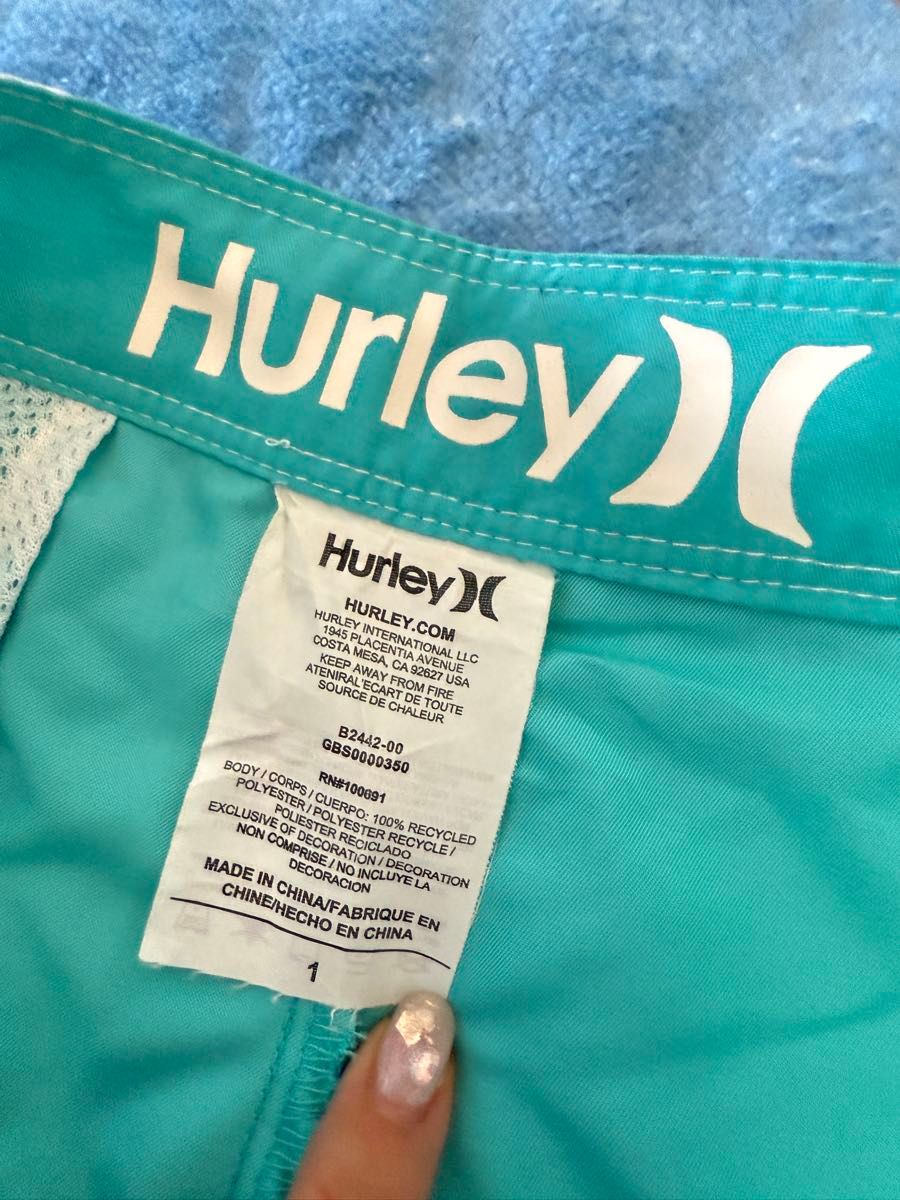 Hurley
Hurley
HURLEY.COM
HURLEY INTERNATIONAL LLC
1945 PLACENTIA AVENUE
COSTA MESA, CA 92627 USA
KEEP AWAY FROM FIRE
ATENIRAL'ECART DE TOUTE
SOURCE DE CHALEUR
B2442-00
GBS0000350
RN#100691
BODY / CORPS / CUERPO: 100% RECYCLED
POLYESTER / POLYESTER RECYCLE /
POLIESTER RECICLADO
EXCLUSIVE OF DECORATION / DECORATION
NON COMPRISE / NO INCLUYE LA
DECORACION
MADE IN CHINA/FABRIQUE EN
CHINE/HECHO EN CHINA
1